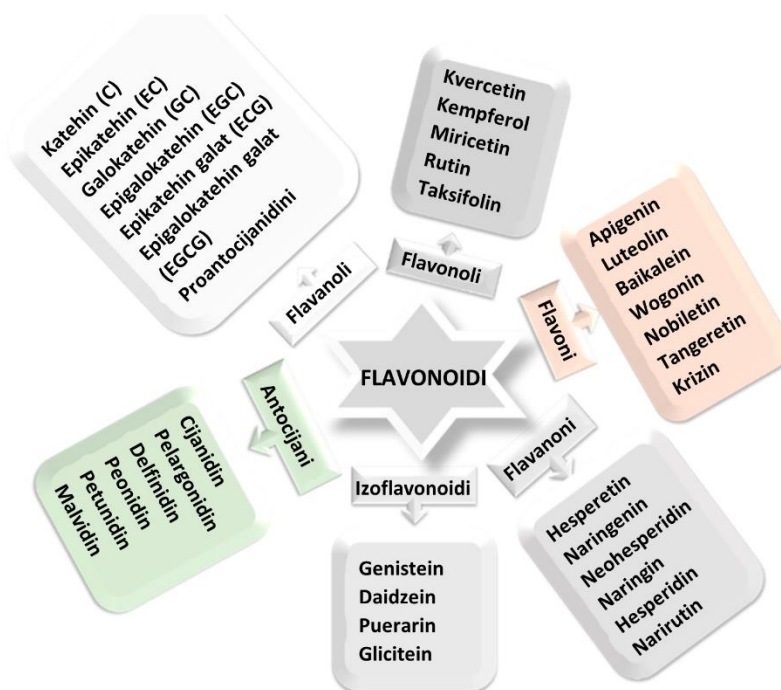 Katehin (C)
Epikatehin (EC)
Galokatehin (GC)
Epigalokatehin (EGC)
Epikatehin galat (ECG)
Epigalokatehin galat
(EGCG)
Proantocijanidini
Flavanoli
Kvercetin
Kempferol
Miricetin
Rutin
Taksifolin
Flavonoli
Apigenin
Luteolin
Baikalein
Wogonin
Nobiletin
Tangeretin
Krizin
Flavoni
FLAVONOIDI
Antocijani
Cijanidin
Pelargonidin
Delfinidin
Peonidin
Petunidin
Malvidin
Izoflavonoidi
Genistein
Daidzein
Puerarin
Glicitein
Flavanoni
Hesperetin
Naringenin
Neohesperidin
Naringin
Hesperidin
Narirutin